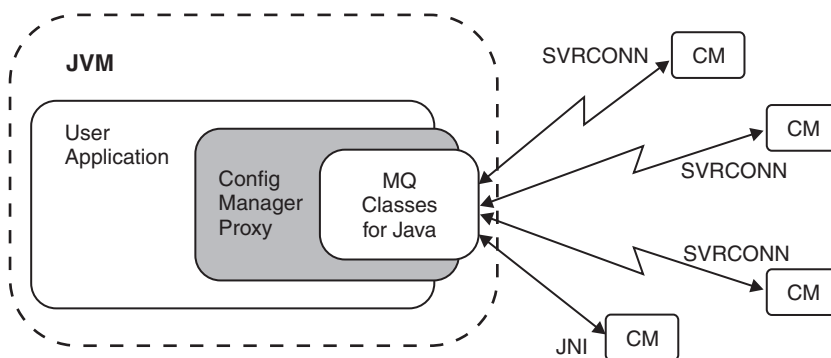 JVM
User
Application
Config
Manager
Proxy
MQ
Classes
for Java
SVRCONN
CM
CM
SVRCONN
SVRCONN
CM
JNI
CM